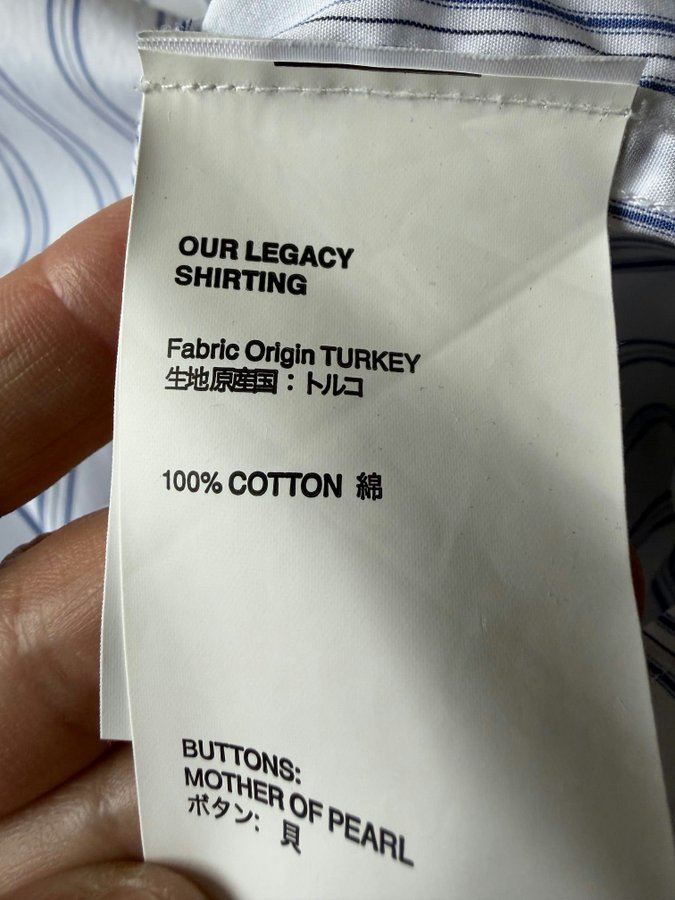 OUR LEGACY
SHIRTING
Fabric Origin TURKEY
生地原産国：トルコ
100% COTTON 綿
BUTTONS:
MOTHER OF PEARL
ボタン: 貝